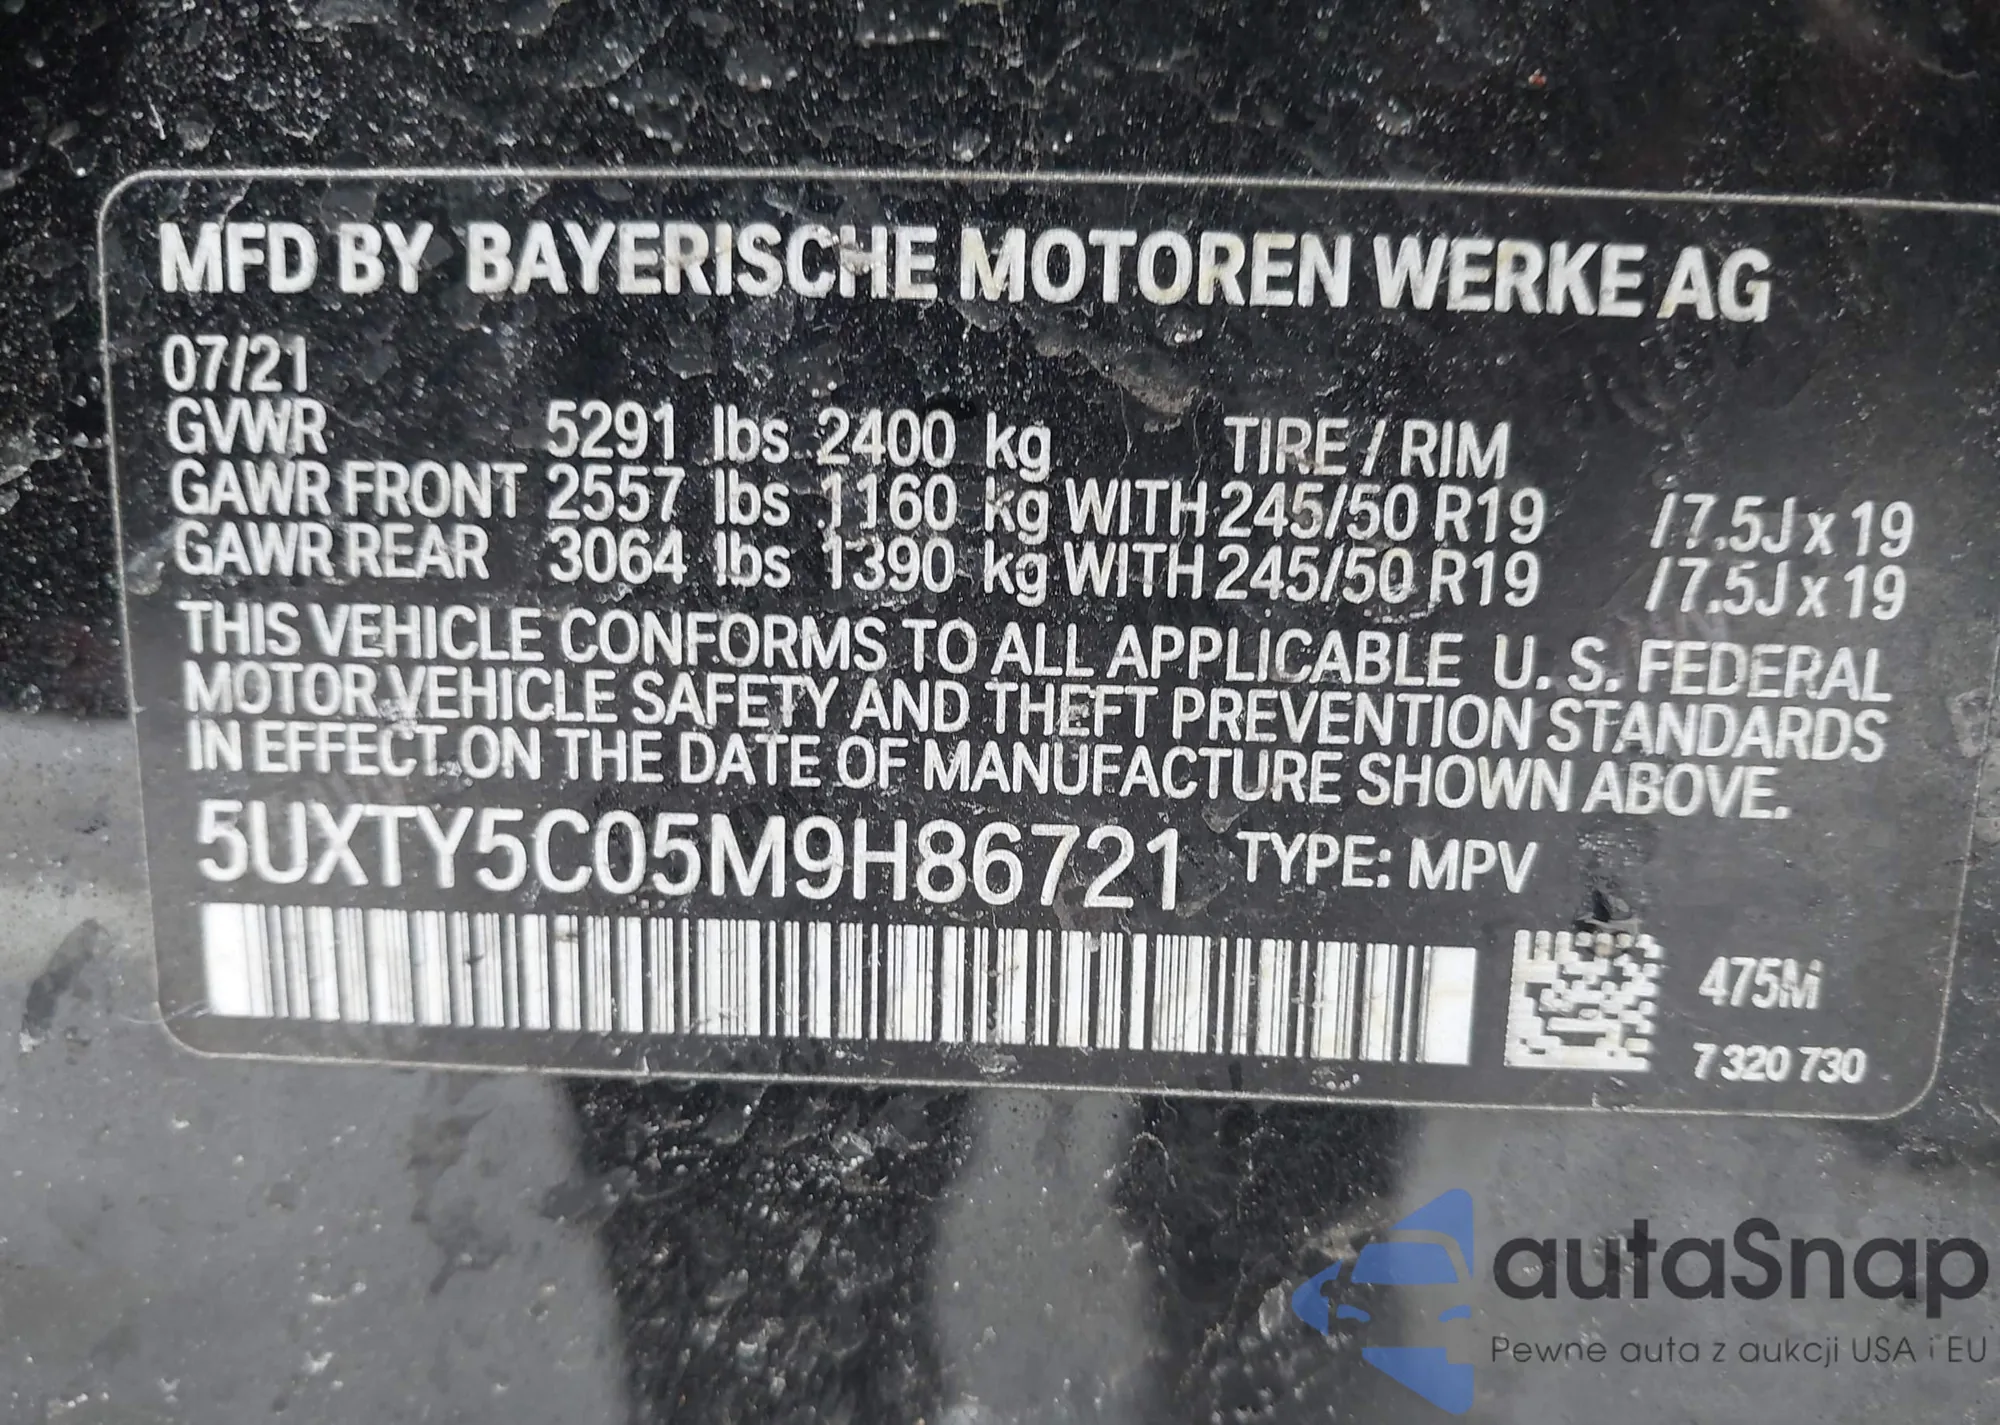 MFD BY BAYERISCHE MOTOREN WERKE AG
07/21
GVWR 5291 lbs 2400 kg TIRE / RIM
GAWR FRONT 2557 lbs 1160 kg WITH 245/50 R19 / 7.5J x 19
GAWR REAR 3064 lbs 1390 kg WITH 245/50 R19 / 7.5J x 19
THIS VEHICLE CONFORMS TO ALL APPLICABLE U. S. FEDERAL
MOTOR VEHICLE SAFETY AND THEFT PREVENTION STANDARDS
IN EFFECT ON THE DATE OF MANUFACTURE SHOWN ABOVE.
5UXTY5C05M9H86721 TYPE: MPV
475M
7 320 730
autaSnap
Pewne auta z aukcji USA i EU